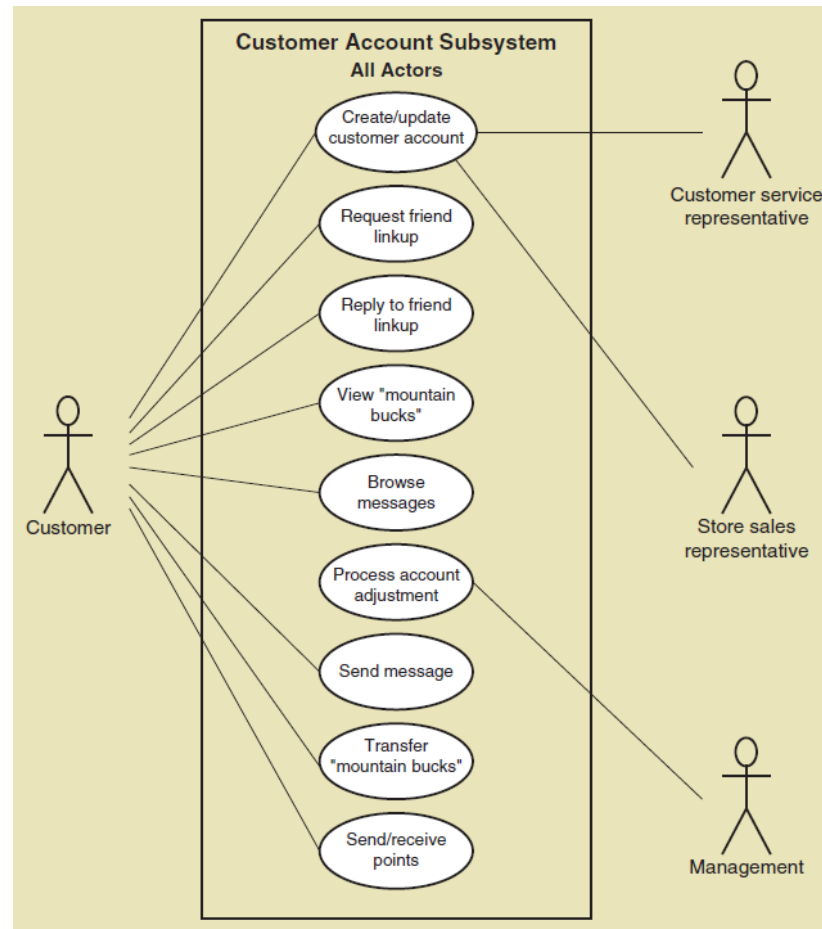 Customer Account Subsystem
All Actors
Create/update
customer account
Customer service
representative
Request friend
linkup
Reply to friend
linkup
View "mountain
bucks"
Browse
messages
Customer
Store sales
representative
Process account
adjustment
Send message
Transfer
"mountain bucks"
Send/receive
points
Management